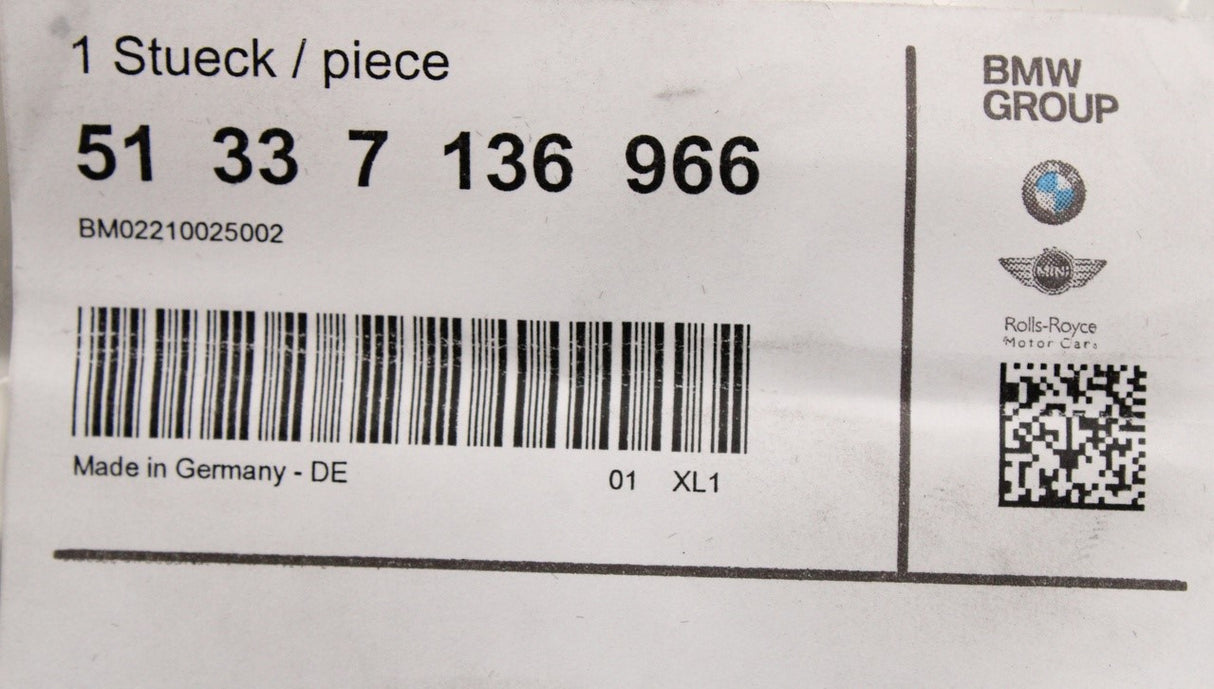 1 Stueck / piece
51 33 7 136 966
BM02210025002
Made in Germany - DE
01 XL1
BMW
GROUP
MINI
Rolls-Royce
Motor Cars